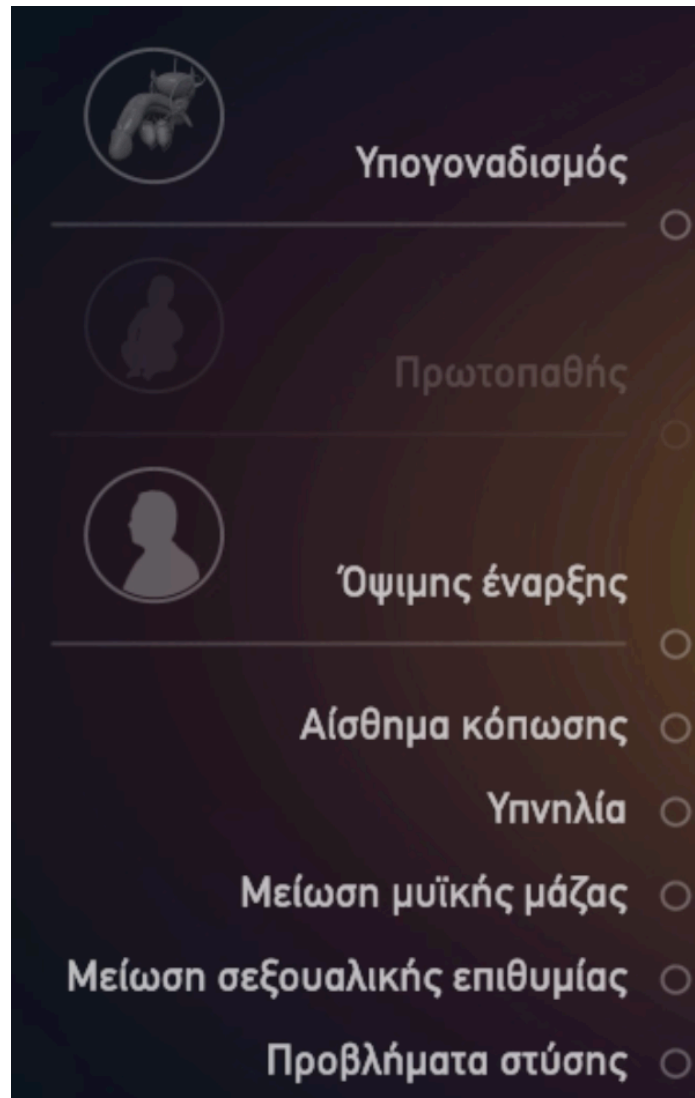 Υπογοναδισμός
Πρωτοπαθής
Όψιμης έναρξης
Αίσθημα κόπωσης
Υπνηλία
Μείωση μυϊκής μάζας
Μείωση σεξουαλικής επιθυμίας
Προβλήματα στύσης